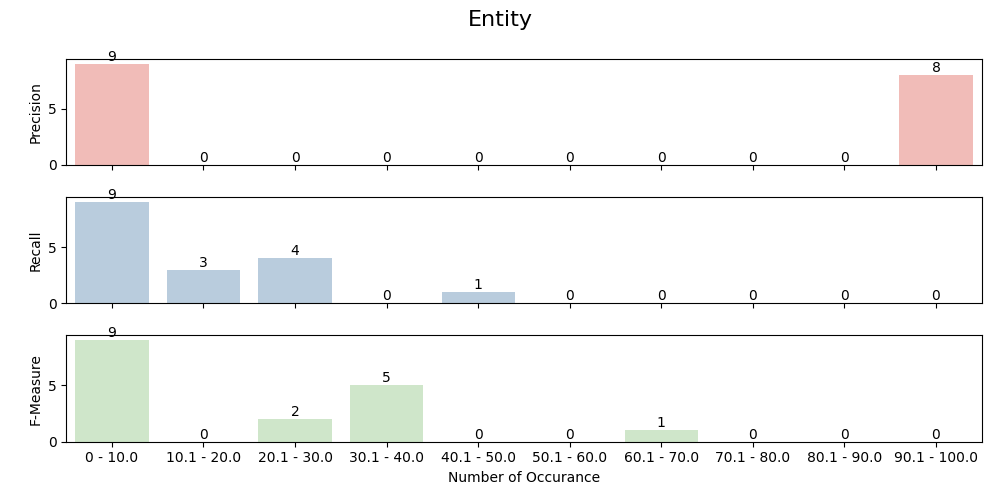 Entity
9 0 0 0 0 0 0 0 0 8
5
0
Precision
9 3 4 0 1 0 0 0 0 0
5
0
Recall
9 0 2 5 0 0 1 0 0 0
5
0
F-Measure
0 - 10.0 10.1 - 20.0 20.1 - 30.0 30.1 - 40.0 40.1 - 50.0 50.1 - 60.0 60.1 - 70.0 70.1 - 80.0 80.1 - 90.0 90.1 - 100.0
Number of Occurance